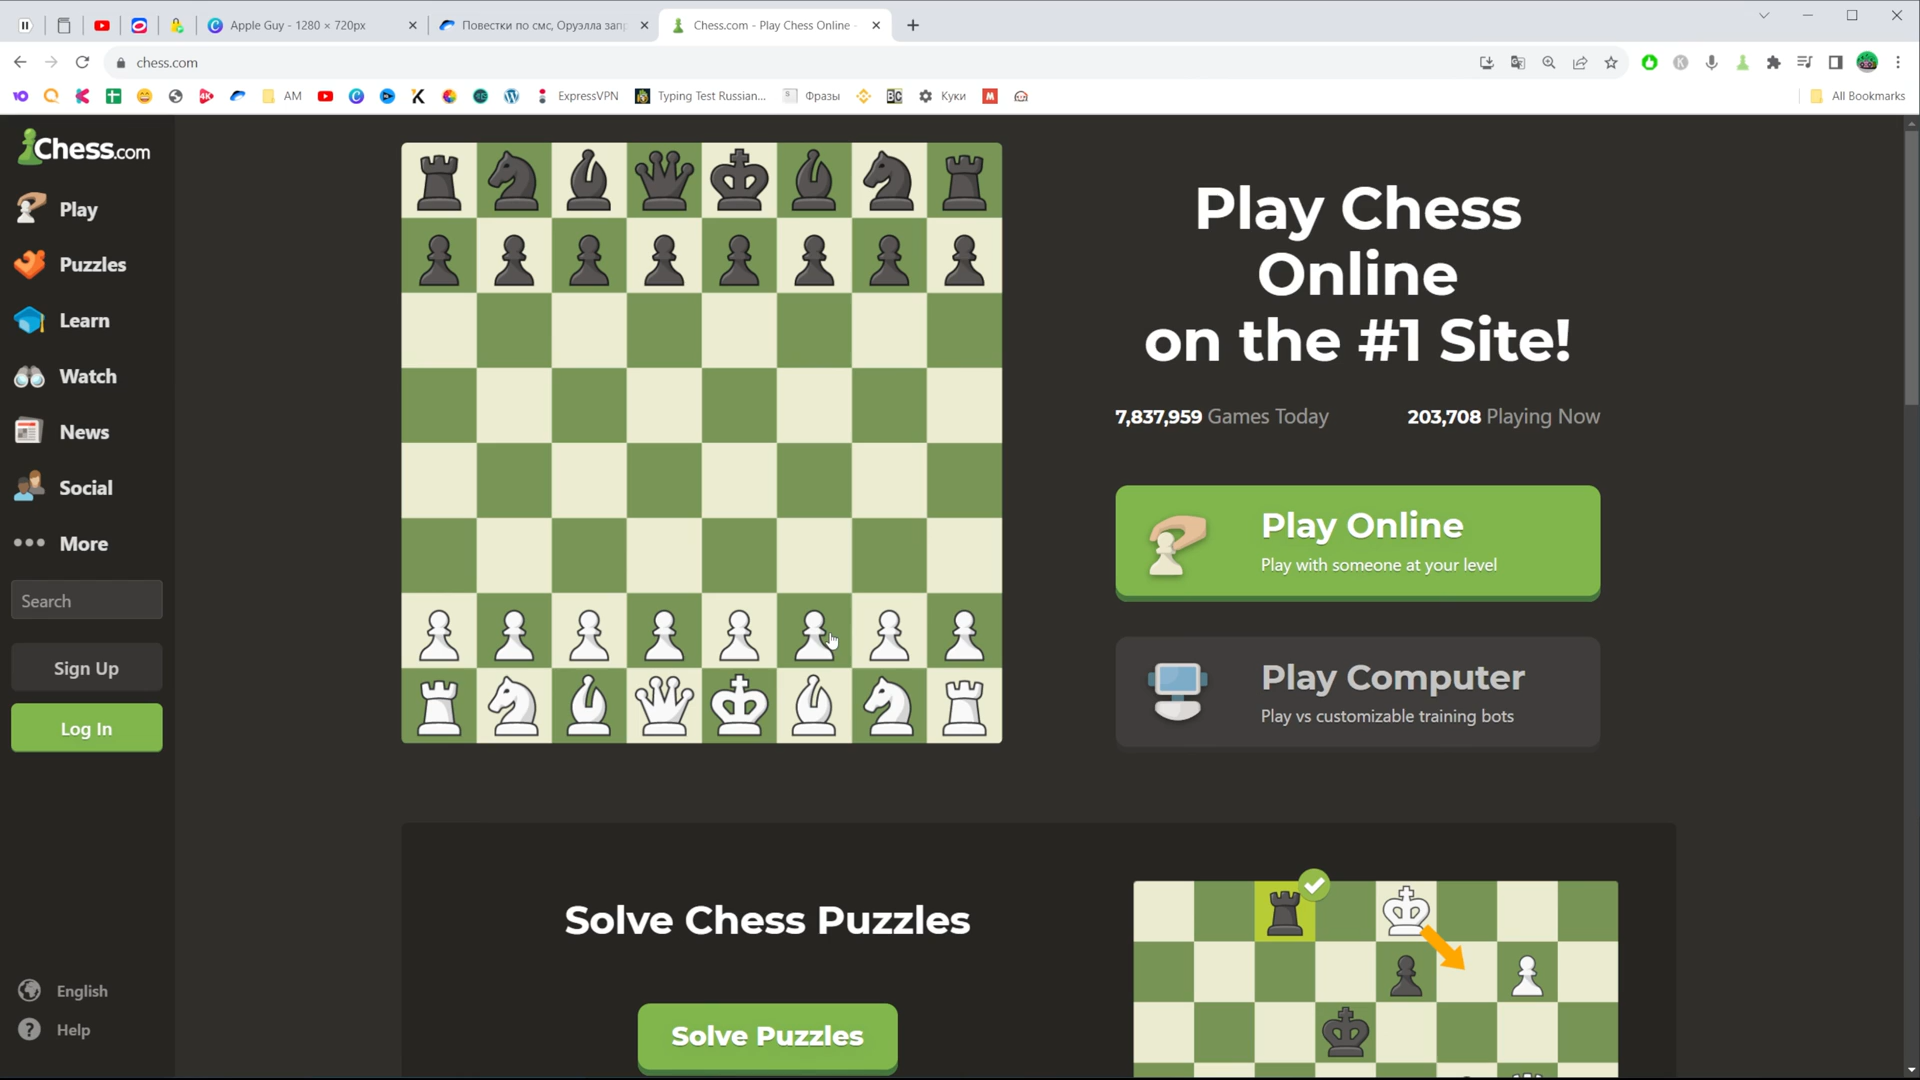 Apple Guy - 1280 × 720px
Повестки по смс, Оруэлла запр
Chess.com - Play Chess Online -
chess.com
AM
ExpressVPN
Typing Test Russian...
Фразы
Куки
All Bookmarks
Chess.com
Play
Puzzles
Learn
Watch
News
Social
More
Search
Sign Up
Log In
English
Help
Play Chess
Online
on the #1 Site!
7,837,959 Games Today
203,708 Playing Now
Play Online
Play with someone at your level
Play Computer
Play vs customizable training bots
Solve Chess Puzzles
Solve Puzzles